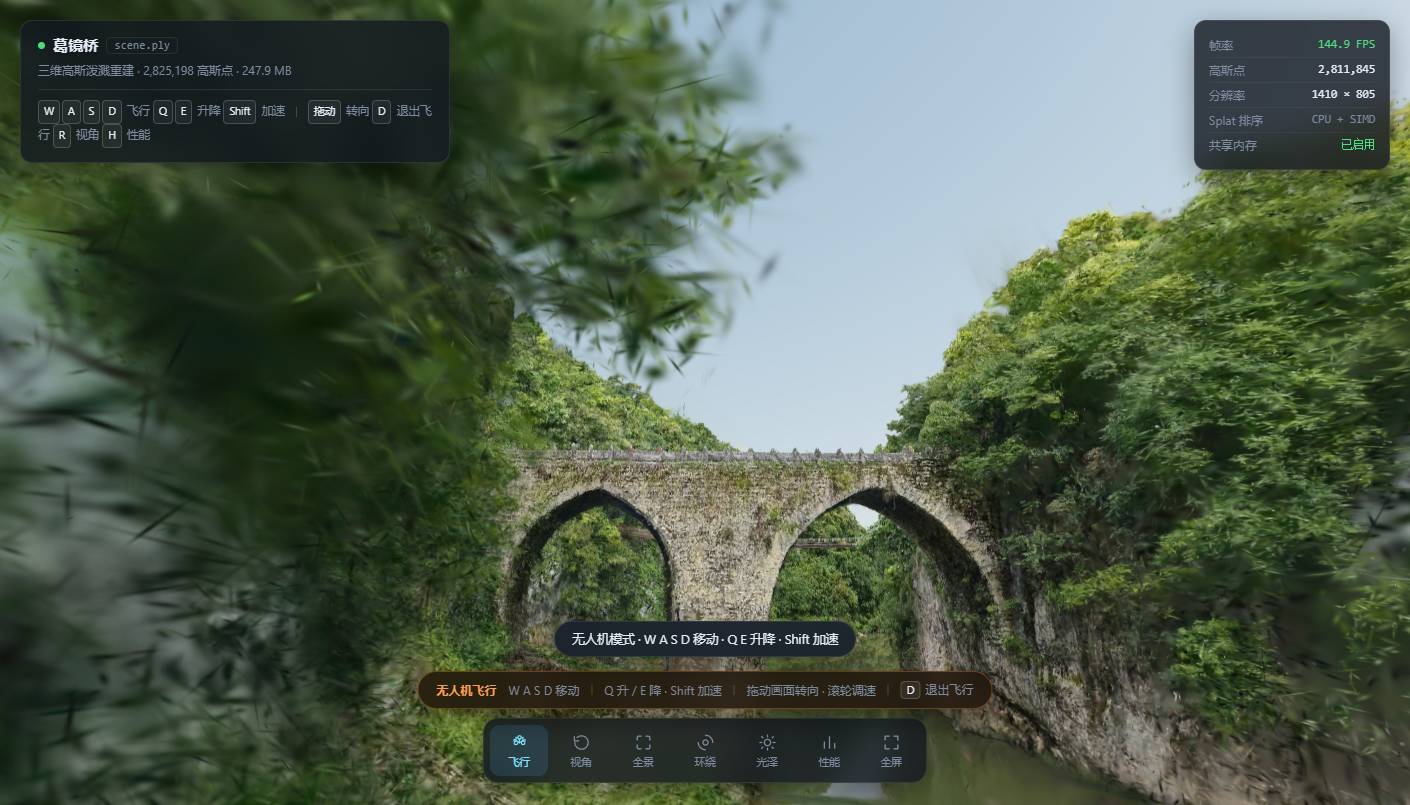 葛镜桥 scene.ply
三维高斯泼溅重建 · 2,825,198 高斯点 · 247.9 MB
W A S D 飞行 Q E 升降 Shift 加速 | 拖动 转向 D 退出飞
行 R 视角 H 性能
帧率 144.9 FPS
高斯点 2,811,845
分辨率 1410 × 805
Splat 排序 CPU + SIMD
共享内存 已启用
无人机模式 · W A S D 移动 · Q E 升降 · Shift 加速
无人机飞行 W A S D 移动 | Q 升 / E 降 · Shift 加速 | 拖动画面转向 · 滚轮调速 | D 退出飞行
飞行 视角 全景 环绕 光泽 性能 全屏